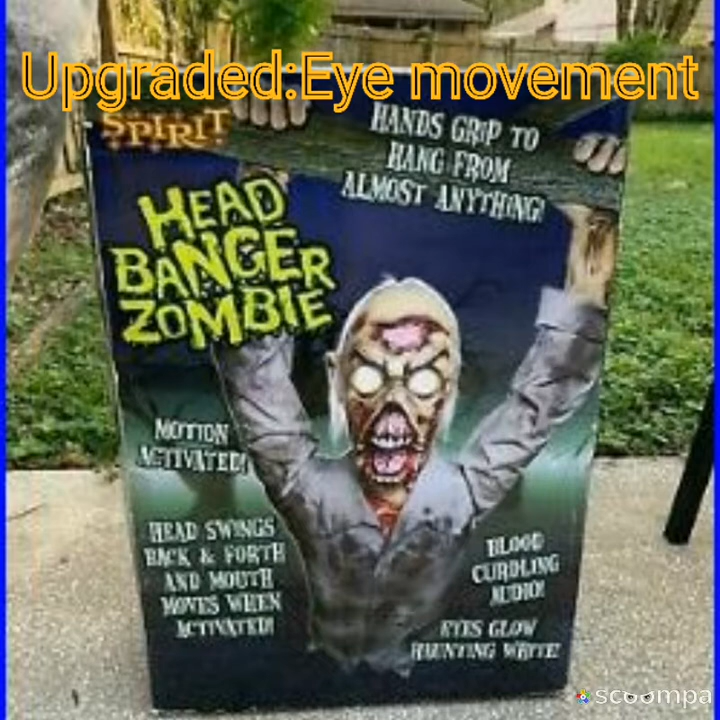 Upgraded:Eye movement
SPIRIT
HANDS GRIP TO
HANG FROM
ALMOST ANYTHING!
HEAD
BANGER
ZOMBIE
MOTION
ACTIVATED!
HEAD SWINGS
BACK & FORTH
AND MOUTH
MOVES WHEN
ACTIVATED!
BLOOD
CURDLING
AUDIO!
EYES GLOW
HAUNTING WHITE!
scoompa